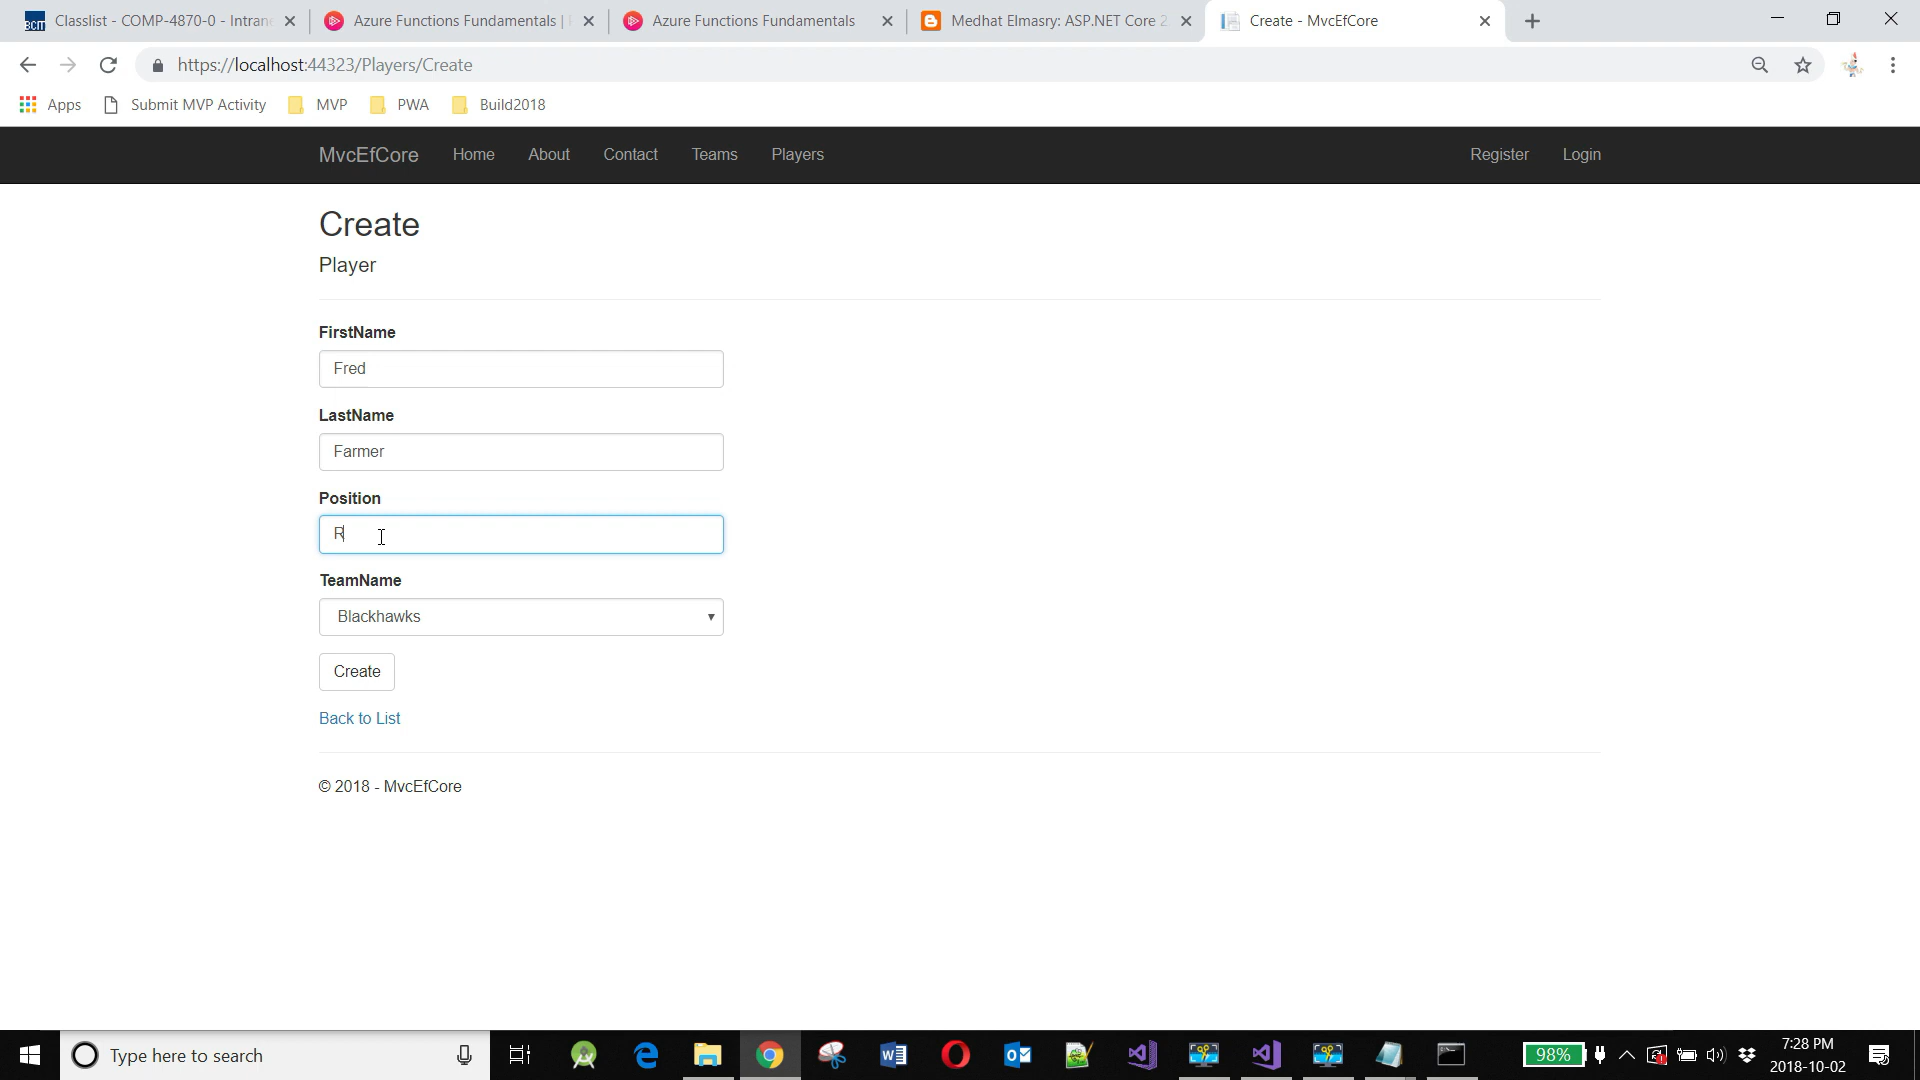 Classlist - COMP-4870-0 - Intrane
Azure Functions Fundamentals |
Azure Functions Fundamentals
Medhat Elmasry: ASP.NET Core 2
Create - MvcEfCore
https://localhost:44323/Players/Create
Apps
Submit MVP Activity
MVP
PWA
Build2018
MvcEfCore
Home
About
Contact
Teams
Players
Register
Login
Create
Player
FirstName
Fred
LastName
Farmer
Position
R
TeamName
Blackhawks
Create
Back to List
© 2018 - MvcEfCore
Type here to search
98%
7:28 PM
2018-10-02